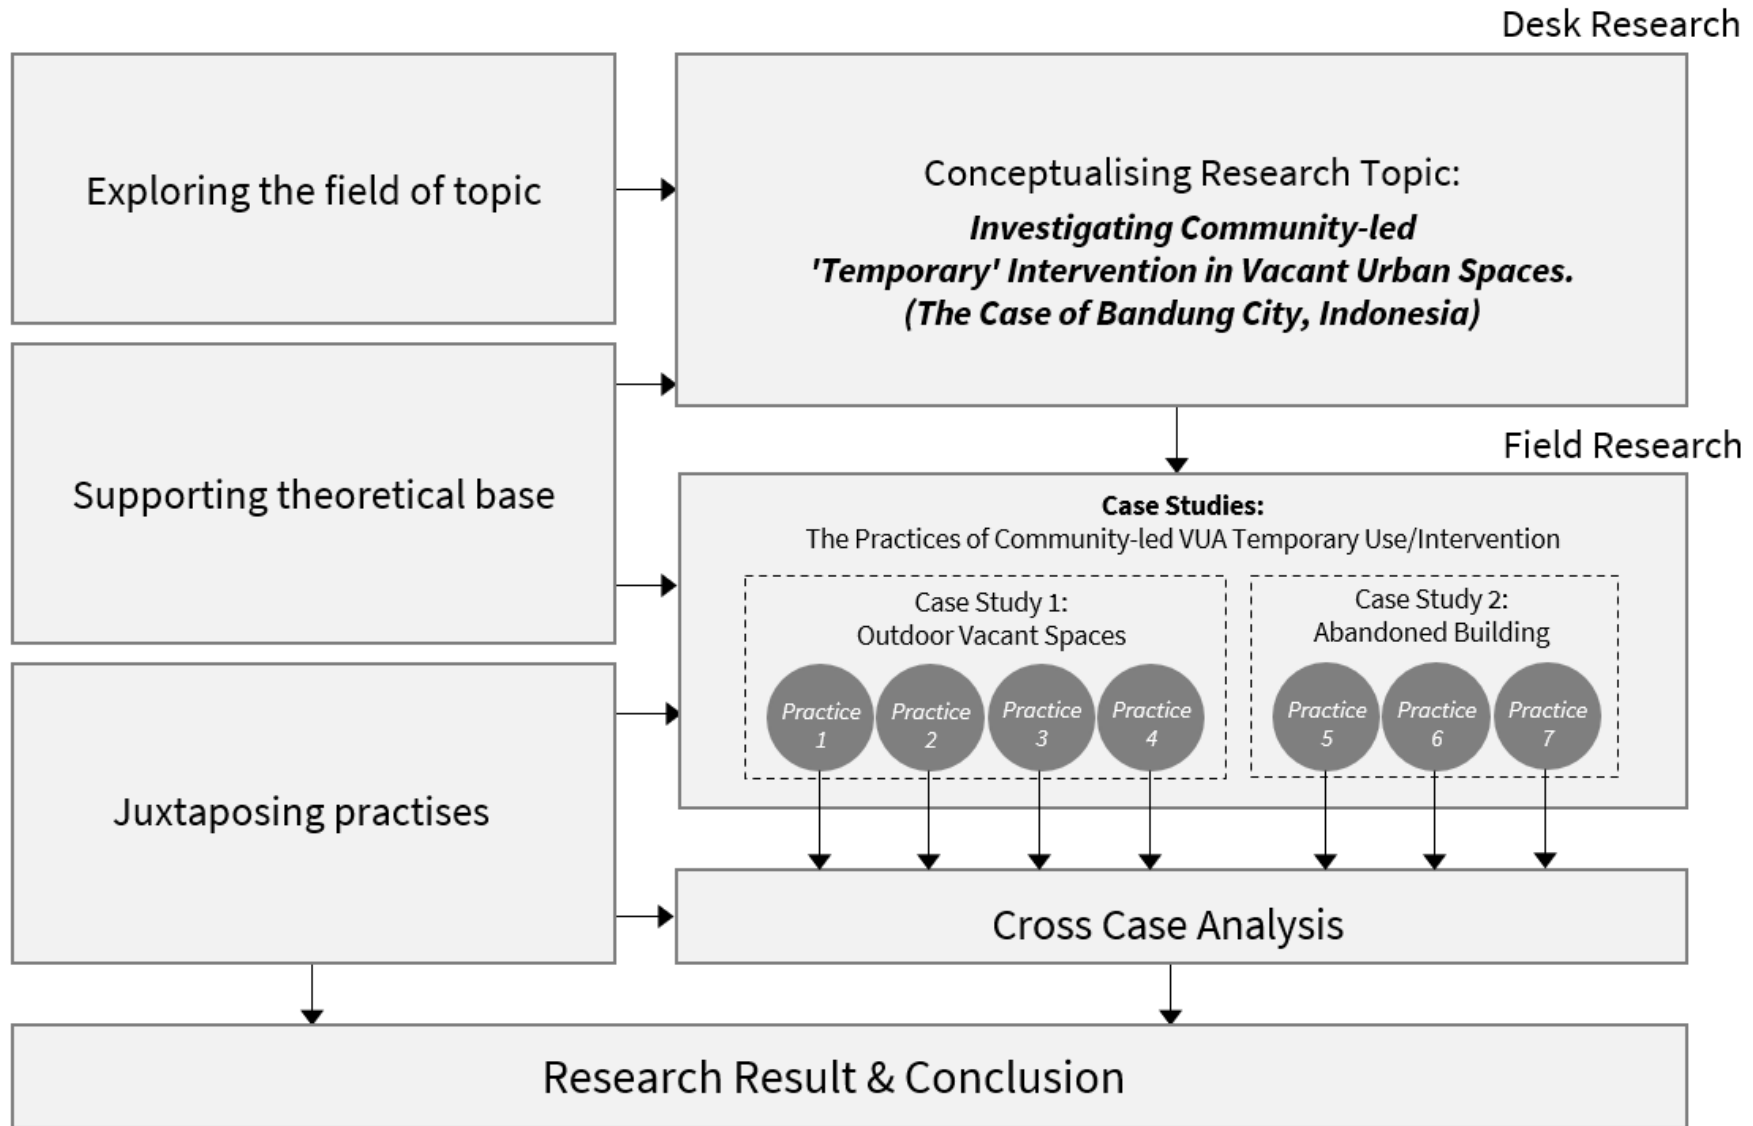 Desk Research
Exploring the field of topic
Conceptualising Research Topic:
Investigating Community-led
'Temporary' Intervention in Vacant Urban Spaces.
(The Case of Bandung City, Indonesia)
Supporting theoretical base
Field Research
Case Studies:
The Practices of Community-led VUA Temporary Use/Intervention
Case Study 1:
Outdoor Vacant Spaces
Practice
1
Practice
2
Practice
3
Practice
4
Case Study 2:
Abandoned Building
Practice
5
Practice
6
Practice
7
Juxtaposing practises
Cross Case Analysis
Research Result & Conclusion